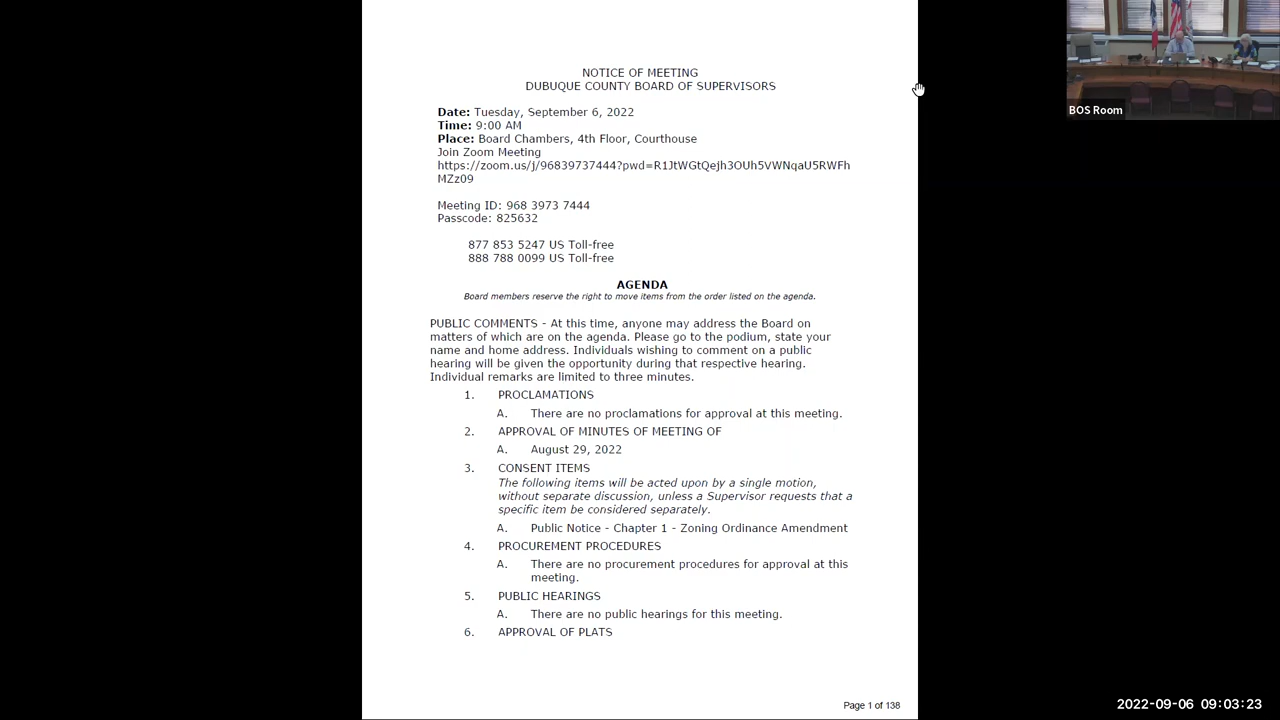 NOTICE OF MEETING
DUBUQUE COUNTY BOARD OF SUPERVISORS
Date: Tuesday, September 6, 2022
Time: 9:00 AM
Place: Board Chambers, 4th Floor, Courthouse
Join Zoom Meeting
https://zoom.us/j/96839737444?pwd=R1JtWGtQejh3OUh5VWNqaU5RWFh
MZz09
Meeting ID: 968 3973 7444
Passcode: 825632
877 853 5247 US Toll-free
888 788 0099 US Toll-free
AGENDA
Board members reserve the right to move items from the order listed on the agenda.
PUBLIC COMMENTS - At this time, anyone may address the Board on
matters of which are on the agenda. Please go to the podium, state your
name and home address. Individuals wishing to comment on a public
hearing will be given the opportunity during that respective hearing.
Individual remarks are limited to three minutes.
1. PROCLAMATIONS
A. There are no proclamations for approval at this meeting.
2. APPROVAL OF MINUTES OF MEETING OF
A. August 29, 2022
3. CONSENT ITEMS
The following items will be acted upon by a single motion,
without separate discussion, unless a Supervisor requests that a
specific item be considered separately.
A. Public Notice - Chapter 1 - Zoning Ordinance Amendment
4. PROCUREMENT PROCEDURES
A. There are no procurement procedures for approval at this
meeting.
5. PUBLIC HEARINGS
A. There are no public hearings for this meeting.
6. APPROVAL OF PLATS
Page 1 of 138
BOS Room
2022-09-06 09:03:23